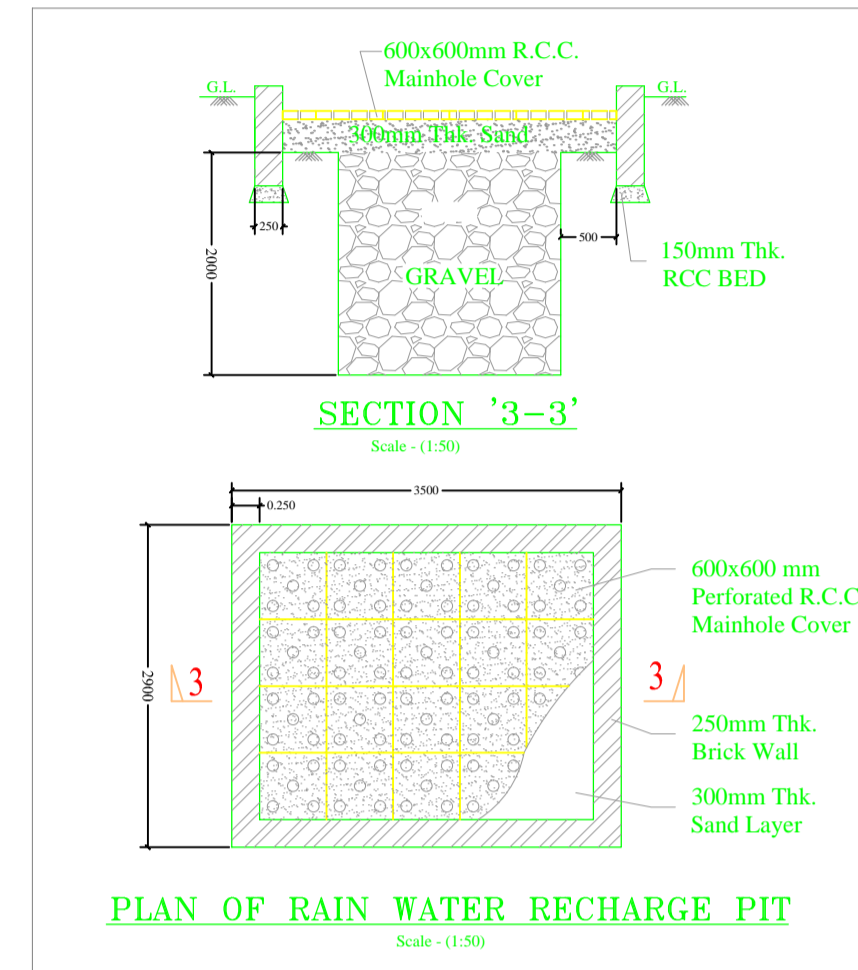 600x600mm R.C.C.
Mainhole Cover
G.L.
G.L.
300mm Thk. Sand
250
500
2000
GRAVEL
150mm Thk.
RCC BED
SECTION '3-3'
Scale - (1:50)
3500
0.250
600x600 mm
Perforated R.C.C
Mainhole Cover
2900
3
3
250mm Thk.
Brick Wall
300mm Thk.
Sand Layer
PLAN OF RAIN WATER RECHARGE PIT
Scale - (1:50)